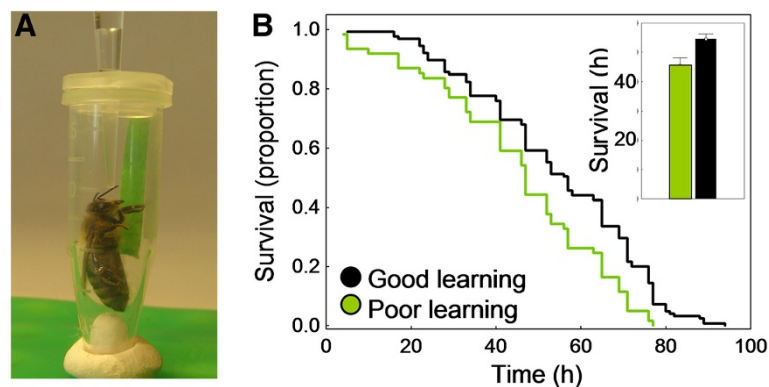 A
B
Survival (proportion)
1.0
0.8
0.6
0.4
0.2
0.0
0
20
40
60
80
100
Time (h)
Good learning
Poor learning
Survival (h)
40
20